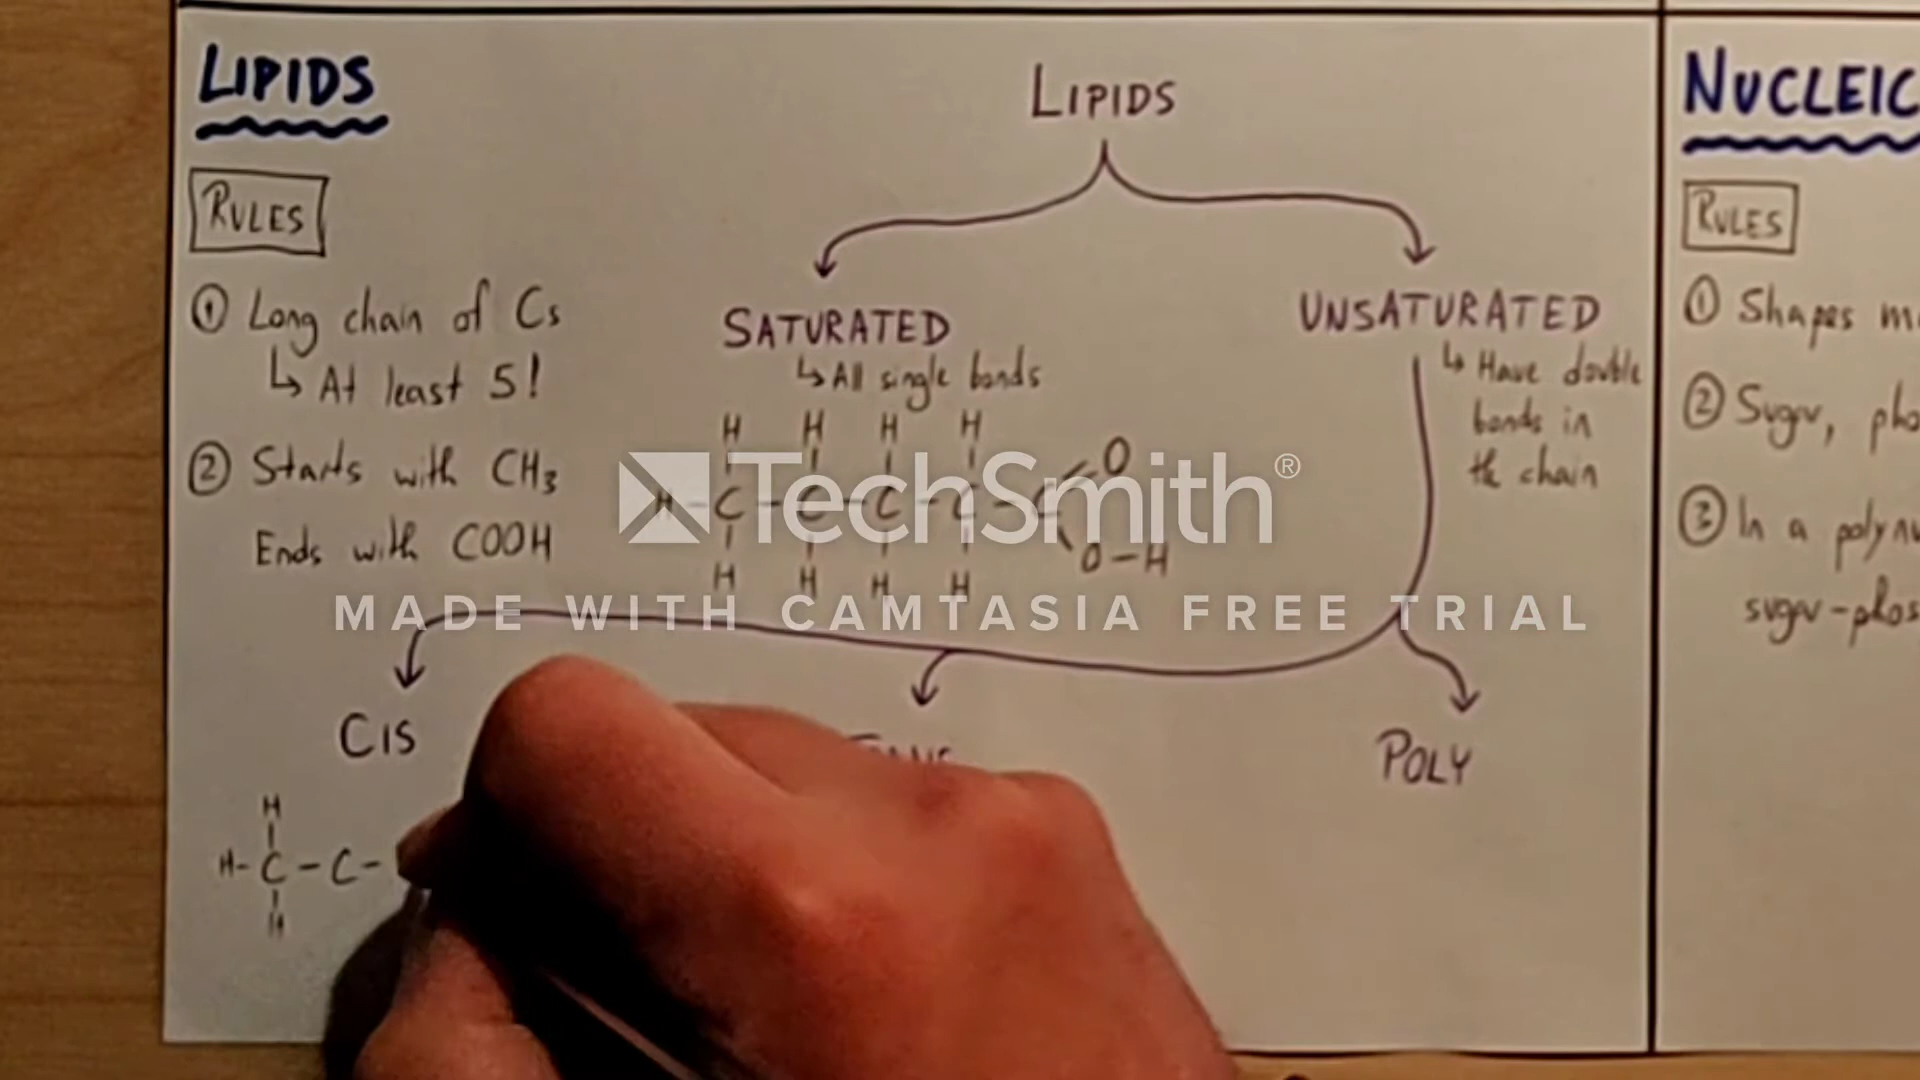 LIPIDS
RULES
① Long chain of Cs
↳ At least 5!
② Starts with CH3
Ends with COOH
LIPIDS
SATURATED
↳ All single bonds
H H H H
H - C - C - C - C - C = O
O - H
H H H H
UNSATURATED
↳ Have double
bonds in
the chain
CIS
H
H - C - C -
H
POLY
NUCLEIC
RULES
① Shapes
② Sugar,
③ In a
sugar-
TechSmith®
MADE WITH CAMTASIA FREE TRIAL